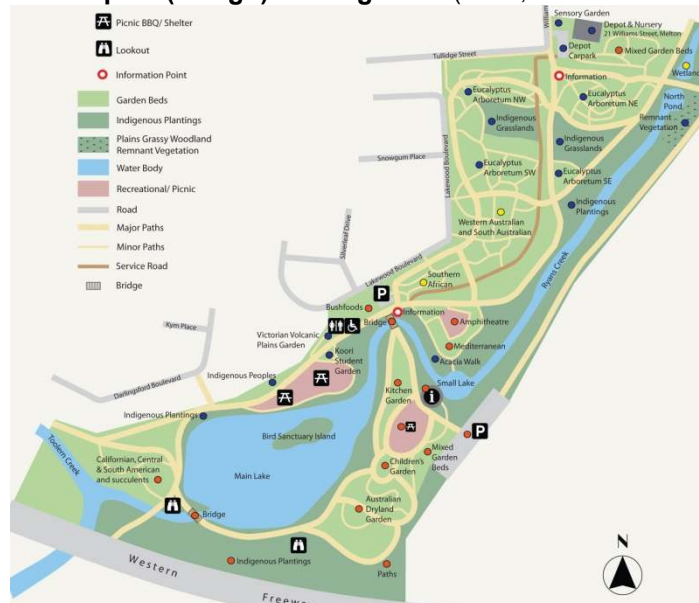 Picnic BBQ/ Shelter
Lookout
Information Point
Garden Beds
Indigenous Plantings
Plains Grassy Woodland
Remnant Vegetation
Water Body
Recreational/ Picnic
Road
Major Paths
Minor Paths
Service Road
Bridge
William
Sensory Garden
Depot & Nursery
21 Williams Street, Melton
Depot
Carpark
Mixed Garden Beds
Tullidge Street
Information
Wetland
Eucalyptus
Arboretum NW
Eucalyptus
Arboretum NE
North
Pond
Remnant
Vegetation
Indigenous
Grasslands
Indigenous
Grasslands
Snowgum Place
Lakewood Boulevard
Eucalyptus
Arboretum SW
Eucalyptus
Arboretum SE
Indigenous
Plantings
Western Australian
and South Australian
Silverleaf Drive
Lakewood Boulevard
Southern
African
Ryans Creek
P
Bushfoods
Information
Bridge
Amphitheatre
Kym Place
Victorian Volcanic
Plains Garden
Koori
Student
Garden
Mediterranean
Acacia Walk
Darlingsford Boulevard
Indigenous Peoples
Kitchen
Garden
Small Lake
i
Indigenous Plantings
Bird Sanctuary Island
P
Mixed
Garden
Beds
Toolern Creek
Californian, Central
& South American
and succulents
Main Lake
Children's
Garden
Australian
Dryland
Garden
Bridge
Indigenous Plantings
Paths
Western
N